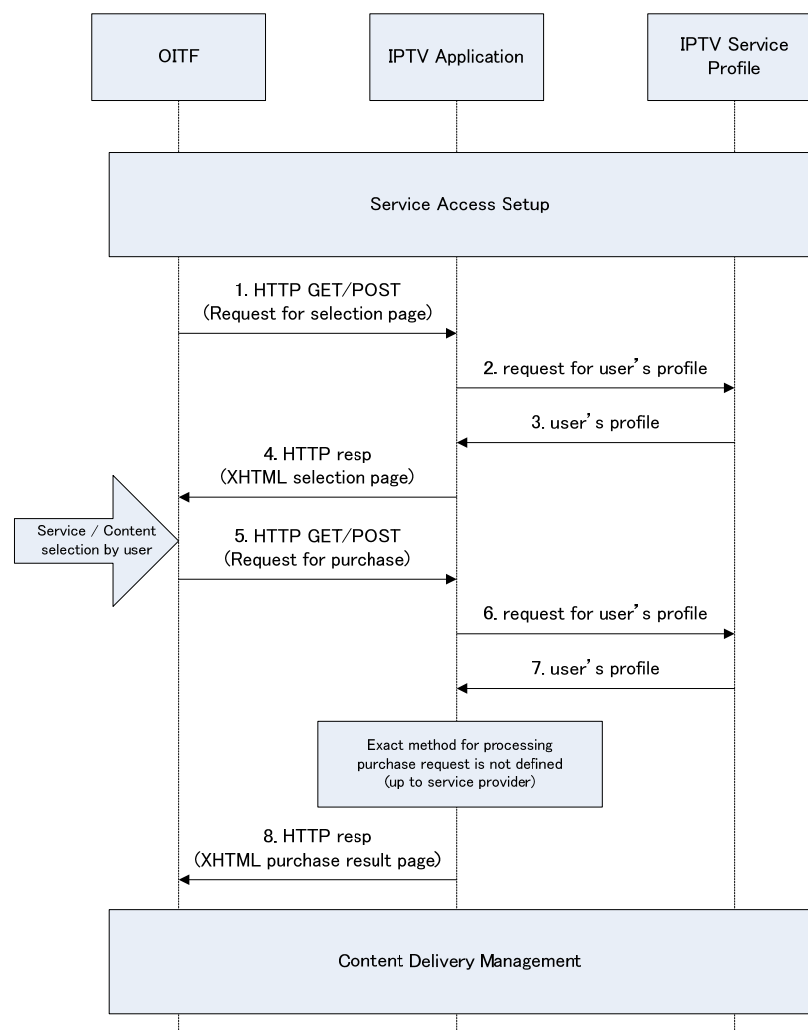 OITF
IPTV Application
IPTV Service
Profile
Service Access Setup
1. HTTP GET/POST
(Request for selection page)
2. request for user's profile
3. user's profile
4. HTTP resp
(XHTML selection page)
Service / Content
selection by user
5. HTTP GET/POST
(Request for purchase)
6. request for user's profile
7. user's profile
Exact method for processing
purchase request is not defined
(up to service provider)
8. HTTP resp
(XHTML purchase result page)
Content Delivery Management